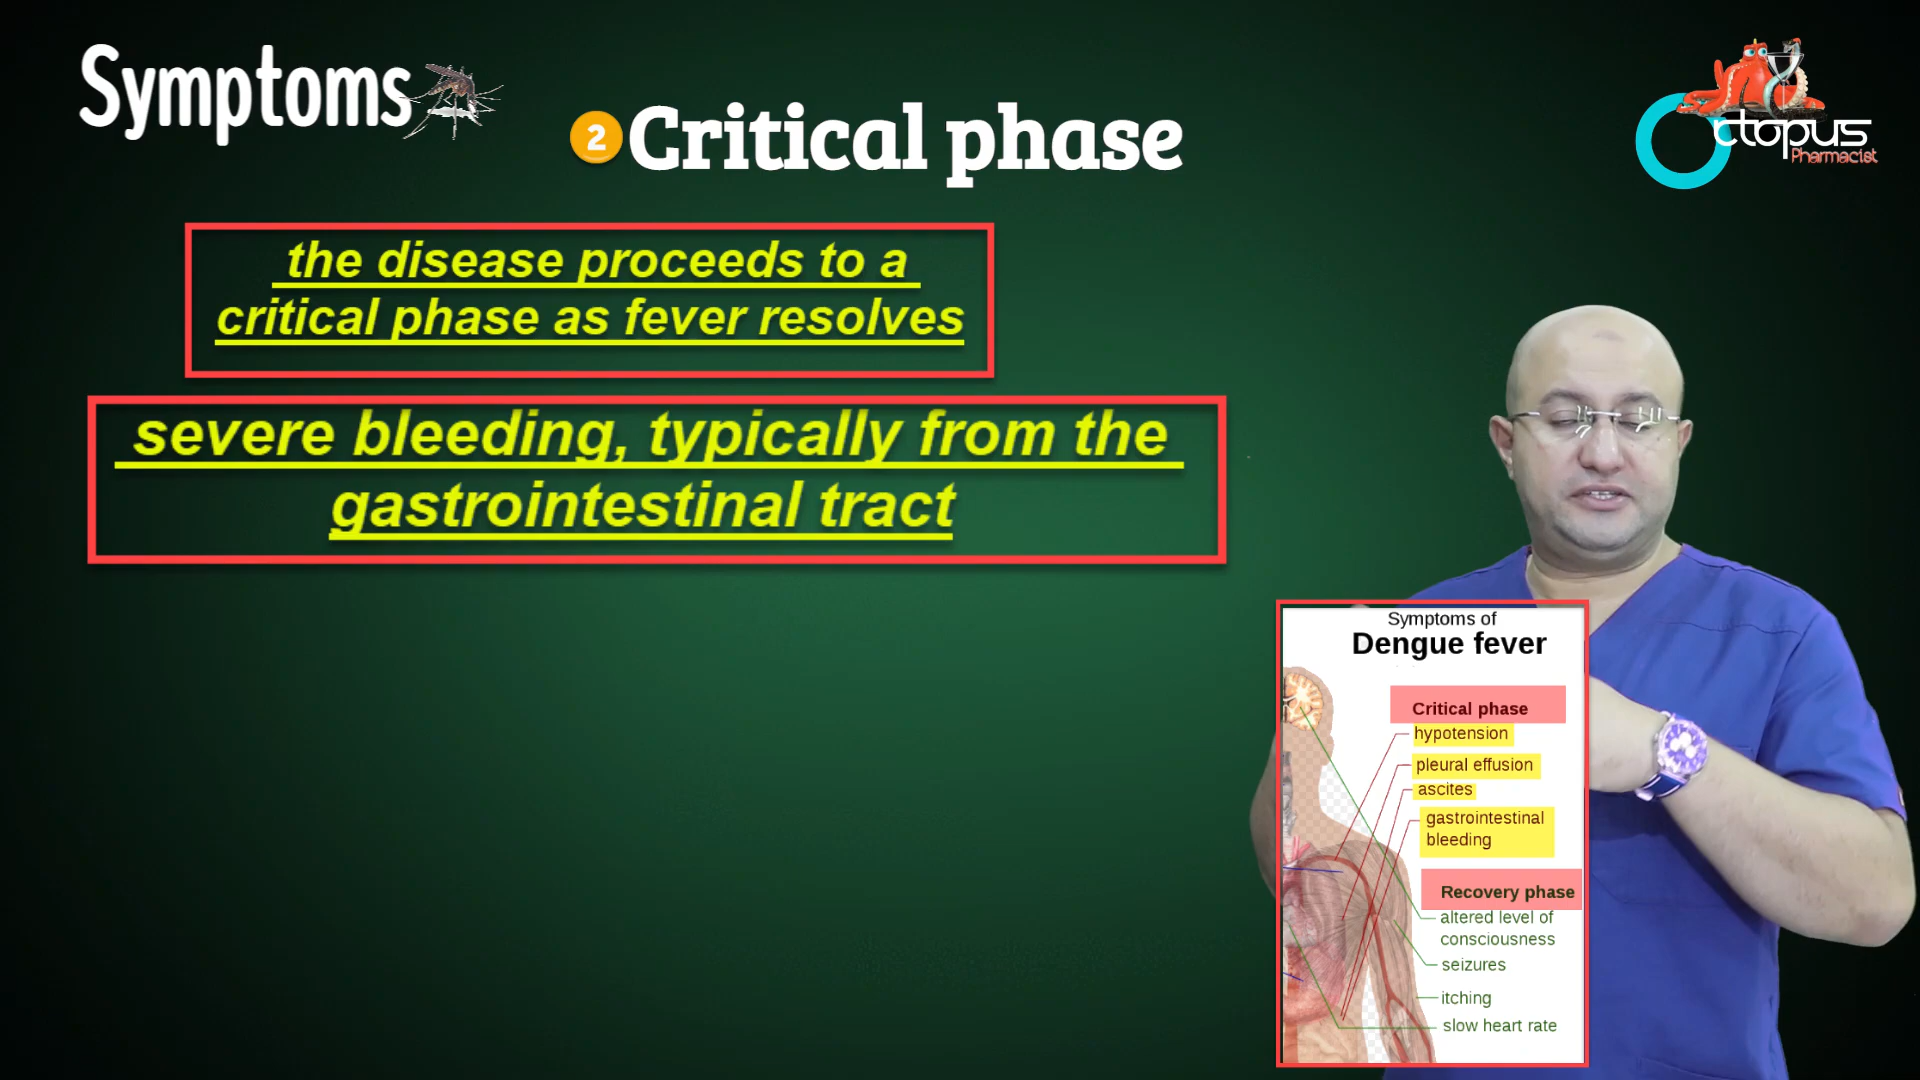 Symptoms
2 Critical phase
ctopus
Pharmacist
the disease proceeds to a
critical phase as fever resolves
severe bleeding, typically from the
gastrointestinal tract
Symptoms of
Dengue fever
Critical phase
hypotension
pleural effusion
ascites
gastrointestinal
bleeding
Recovery phase
altered level of
consciousness
seizures
itching
slow heart rate